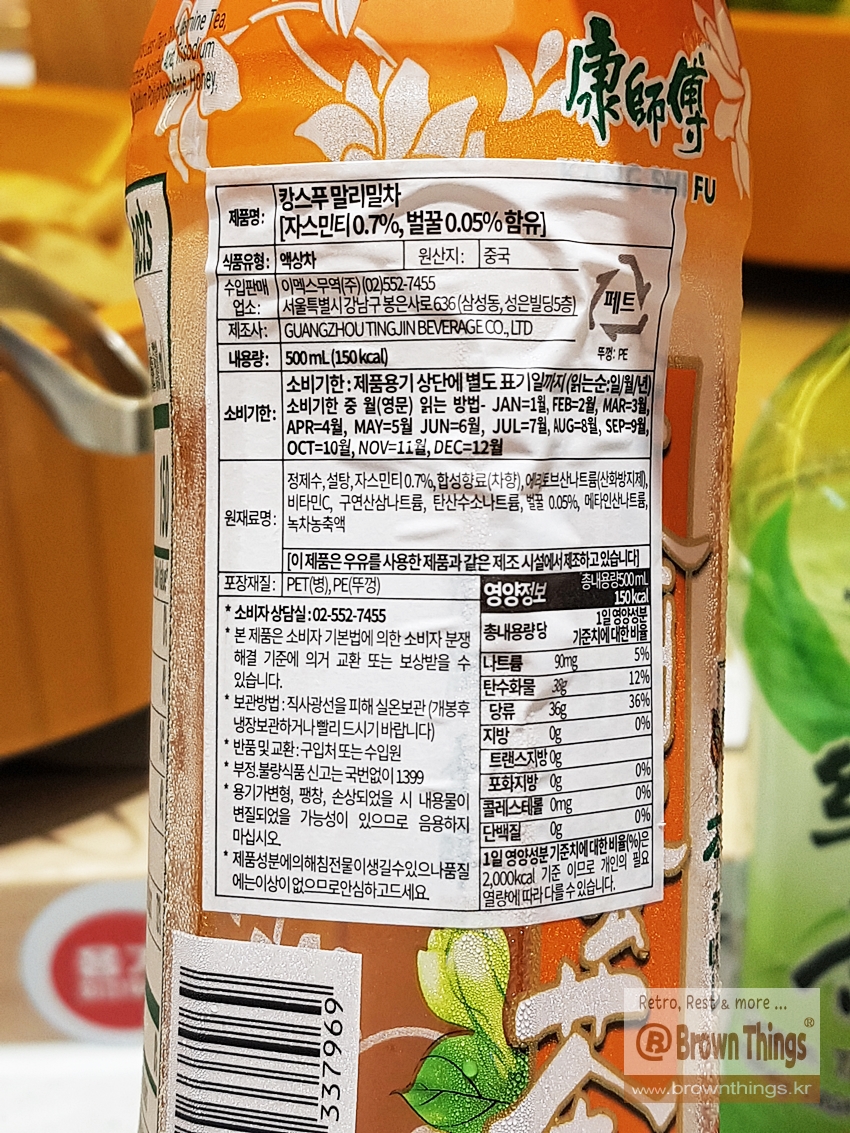 mine Tea,
Honey,
康師傅
FU
제품명:
캉스푸 말리밀차
[자스민티 0.7%, 벌꿀 0.05% 함유]
식품유형: 액상차 원산지: 중국
수입판매업소: 이멕스무역(주) (02)552-7455
서울특별시 강남구 봉은사로 636 (삼성동, 성은빌딩5층)
제조사: GUANGZHOU TINGJIN BEVERAGE CO., LTD
페트
뚜껑: PE
내용량: 500 mL (150 kcal)
소비기한:
소비기한 : 제품용기 상단에 별도 표기일까지 (읽는순:일/월/년)
소비기한 중 월(영문) 읽는 방법- JAN=1월, FEB=2월, MAR=3월,
APR=4월, MAY=5월 JUN=6월, JUL=7월, AUG=8월, SEP=9월,
OCT=10월, NOV=11월, DEC=12월
원재료명:
정제수, 설탕, 자스민티 0.7%, 합성향료(차향), 에리토브산나트륨(산화방지제),
비타민C, 구연산삼나트륨, 탄산수소나트륨, 벌꿀 0.05%, 메타인산나트륨,
녹차농축액
[이 제품은 우유를 사용한 제품과 같은 제조 시설에서 제조하고 있습니다]
포장재질: PET(병), PE(뚜껑)
* 소비자 상담실 : 02-552-7455
* 본 제품은 소비자 기본법에 의한 소비자 분쟁
해결 기준에 의거 교환 또는 보상받을 수
있습니다.
* 보관방법 : 직사광선을 피해 실온보관 (개봉후
냉장보관하거나 빨리 드시기 바랍니다)
* 반품 및 교환 : 구입처 또는 수입원
* 부정.불량식품 신고는 국번없이 1399
* 용기가변형, 팽창, 손상되었을 시 내용물이
변질되었을 가능성이 있으므로 음용하지
마십시오.
* 제품성분에의해침전물이생길수있으나품질
에는이상이없으므로안심하고드세요.
영양정보 총내용량500 mL
150 kcal
총내용량당 1일 영양성분
기준치에 대한 비율
나트륨 90mg 5%
탄수화물 38g 12%
당류 36g 36%
지방 0g 0%
트랜스지방 0g
포화지방 0g 0%
콜레스테롤 0mg 0%
단백질 0g 0%
1일 영양성분 기준치에 대한 비율(%)은
2,000kcal 기준 이므로 개인의 필요
열량에 따라 다를 수 있습니다.
337969
Retro, Rest & more ...
® Brown Things®
www.brownthings.kr